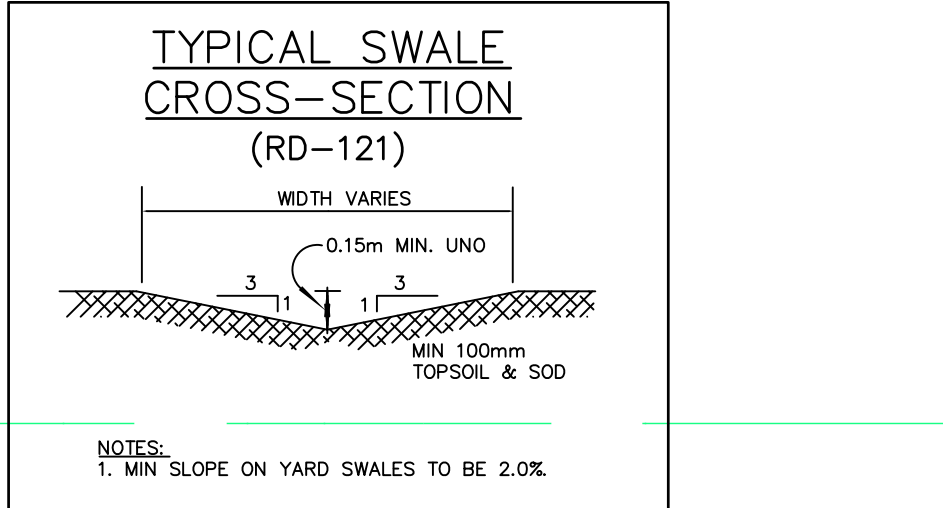 TYPICAL SWALE
CROSS-SECTION
(RD-121)
WIDTH VARIES
0.15m MIN. UNO
3
3
1
1
MIN 100mm
TOPSOIL & SOD
NOTES:
1. MIN SLOPE ON YARD SWALES TO BE 2.0%.